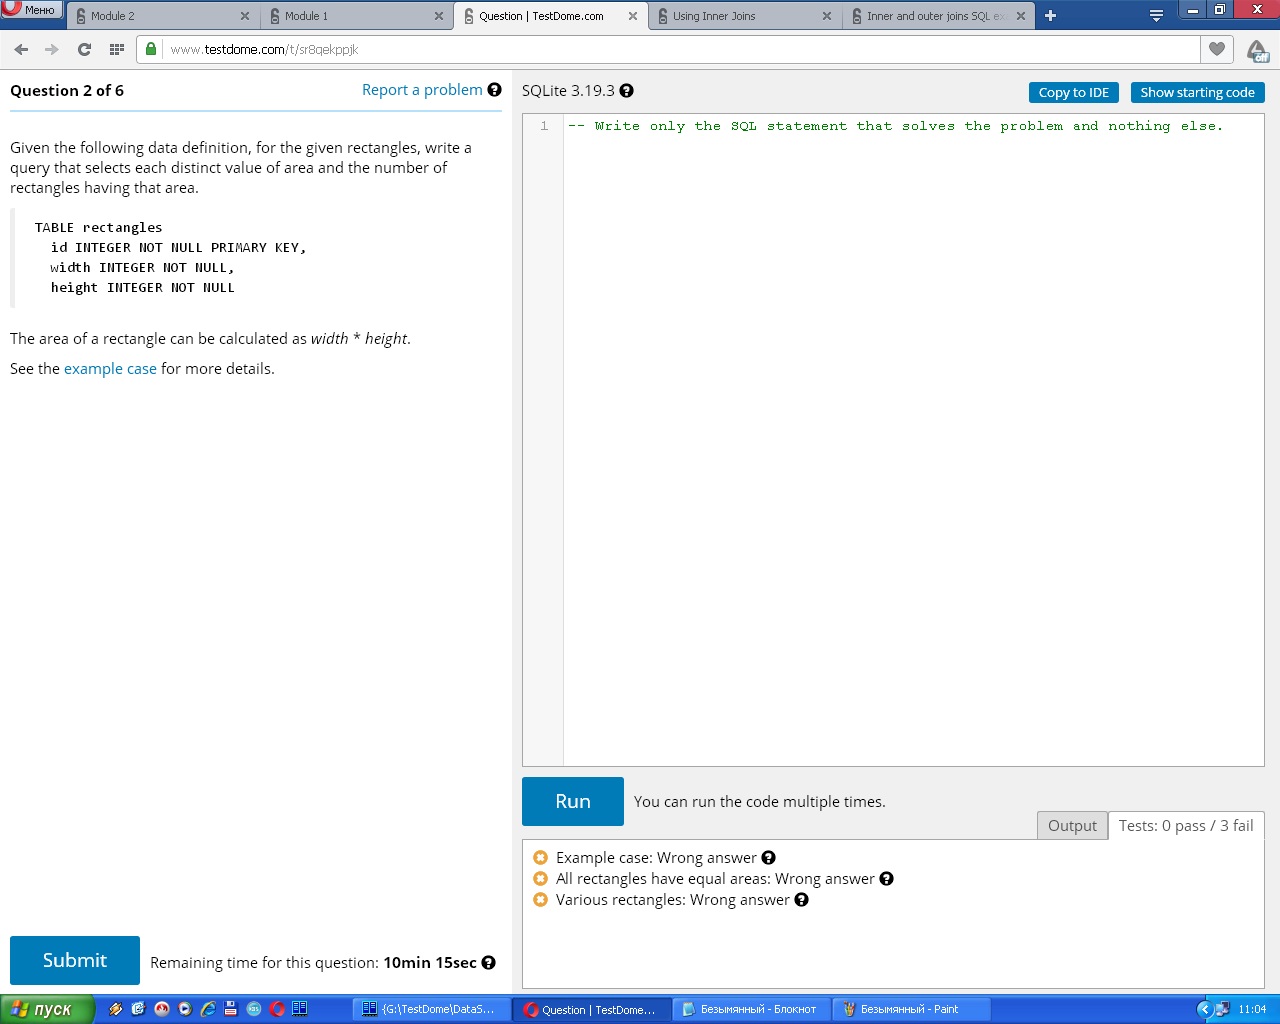 Меню
Module 2
Module 1
Question | TestDome.com
Using Inner Joins
Inner and outer joins SQL ex
www.testdome.com/t/sr8qekppjk
off
Question 2 of 6
Report a problem ?
Given the following data definition, for the given rectangles, write a
query that selects each distinct value of area and the number of
rectangles having that area.
TABLE rectangles
id INTEGER NOT NULL PRIMARY KEY,
width INTEGER NOT NULL,
height INTEGER NOT NULL
The area of a rectangle can be calculated as width * height.
See the example case for more details.
Submit
Remaining time for this question: 10min 15sec ?
SQLite 3.19.3 ?
Copy to IDE
Show starting code
1 -- Write only the SQL statement that solves the problem and nothing else.
Run
You can run the code multiple times.
Output
Tests: 0 pass / 3 fail
Example case: Wrong answer ?
All rectangles have equal areas: Wrong answer ?
Various rectangles: Wrong answer ?
пуск
{G:\TestDome\DataS...
Question | TestDome...
Безымянный - Блокнот
Безымянный - Paint
11:04